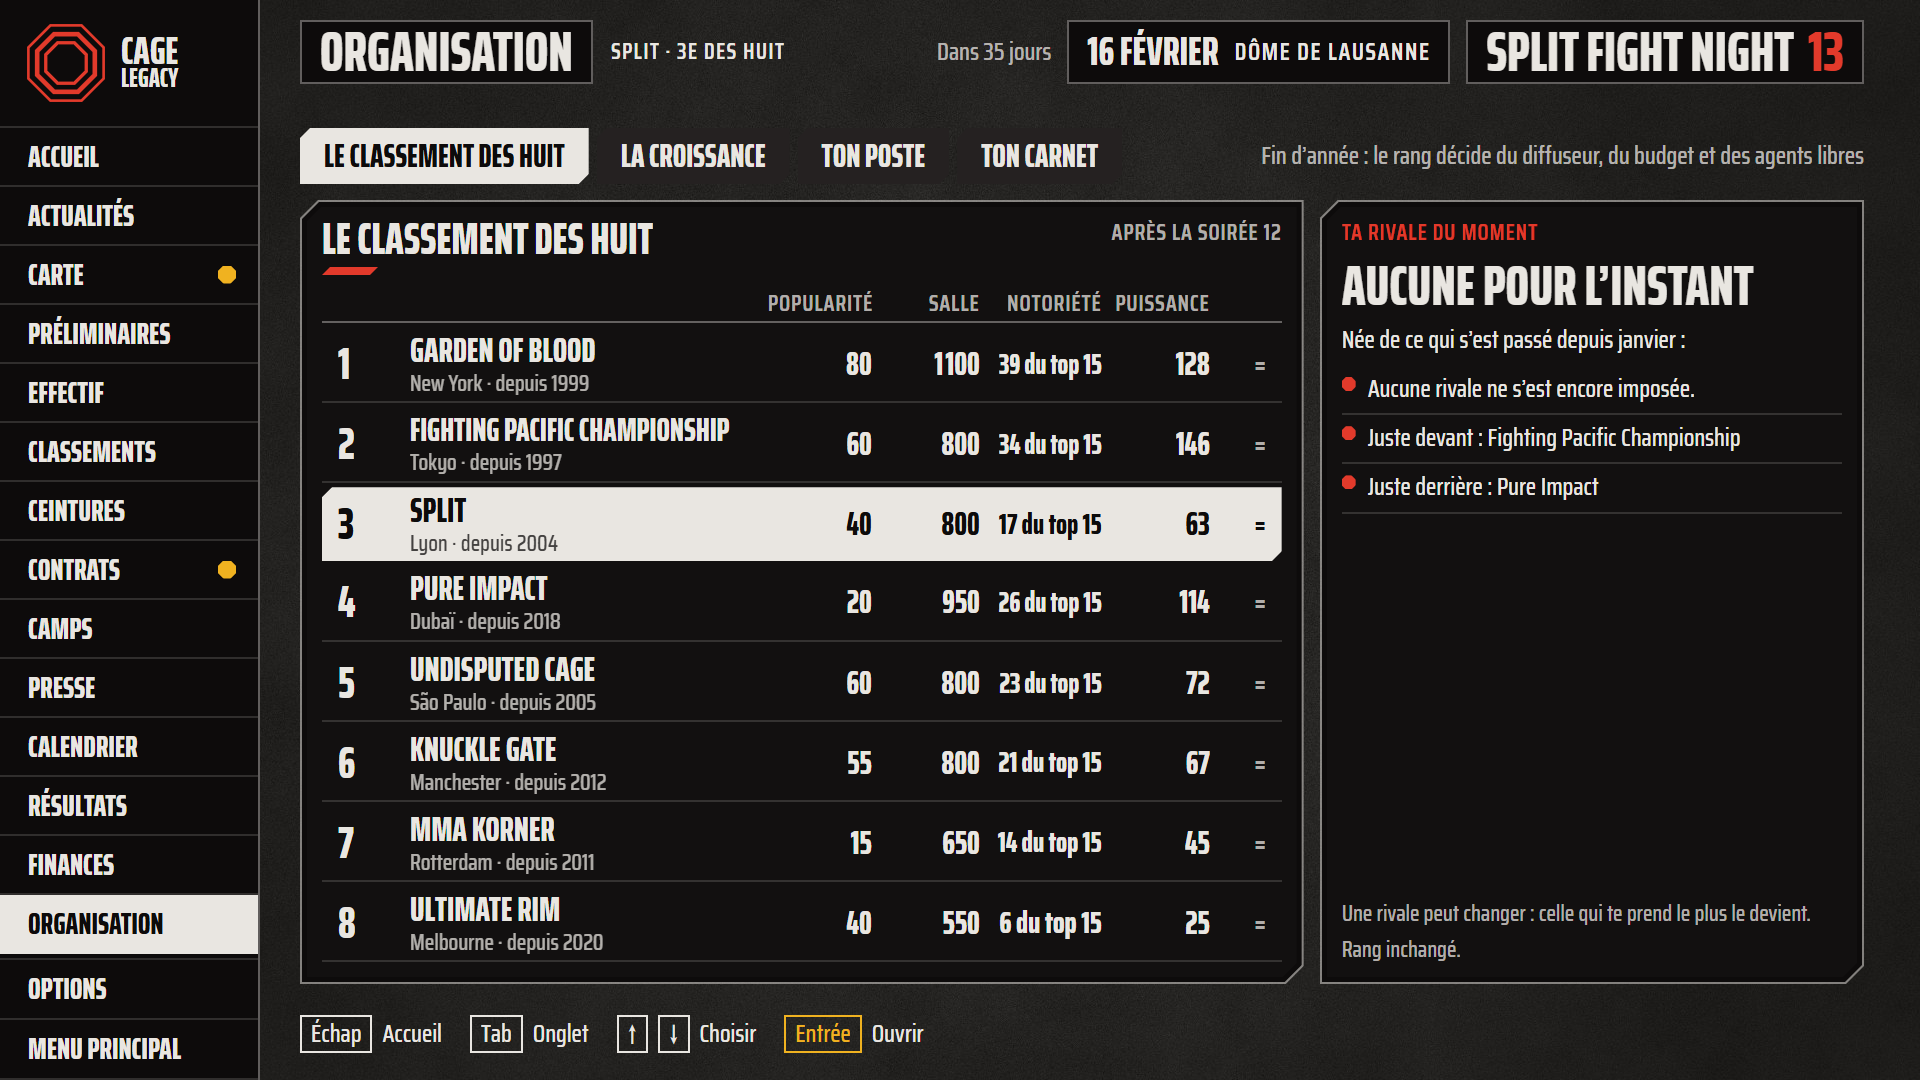 CAGE
LEGACY
ACCUEIL
ACTUALITÉS
CARTE
PRÉLIMINAIRES
EFFECTIF
CLASSEMENTS
CEINTURES
CONTRATS
CAMPS
PRESSE
CALENDRIER
RÉSULTATS
FINANCES
ORGANISATION
OPTIONS
MENU PRINCIPAL
ORGANISATION
SPLIT · 3E DES HUIT
Dans 35 jours
16 FÉVRIER DÔME DE LAUSANNE
SPLIT FIGHT NIGHT 13
LE CLASSEMENT DES HUIT
LA CROISSANCE
TON POSTE
TON CARNET
Fin d’année : le rang décide du diffuseur, du budget et des agents libres
LE CLASSEMENT DES HUIT
APRÈS LA SOIRÉE 12
POPULARITÉ SALLE NOTORIÉTÉ PUISSANCE
1 GARDEN OF BLOOD 80 1100 39 du top 15 128 =
New York · depuis 1999
2 FIGHTING PACIFIC CHAMPIONSHIP 60 800 34 du top 15 146 =
Tokyo · depuis 1997
3 SPLIT 40 800 17 du top 15 63 =
Lyon · depuis 2004
4 PURE IMPACT 20 950 26 du top 15 114 =
Dubaï · depuis 2018
5 UNDISPUTED CAGE 60 800 23 du top 15 72 =
São Paulo · depuis 2005
6 KNUCKLE GATE 55 800 21 du top 15 67 =
Manchester · depuis 2012
7 MMA KORNER 15 650 14 du top 15 45 =
Rotterdam · depuis 2011
8 ULTIMATE RIM 40 550 6 du top 15 25 =
Melbourne · depuis 2020
TA RIVALE DU MOMENT
AUCUNE POUR L’INSTANT
Née de ce qui s’est passé depuis janvier :
Aucune rivale ne s’est encore imposée.
Juste devant : Fighting Pacific Championship
Juste derrière : Pure Impact
Une rivale peut changer : celle qui te prend le plus le devient.
Rang inchangé.
Échap Accueil Tab Onglet ↑ ↓ Choisir Entrée Ouvrir